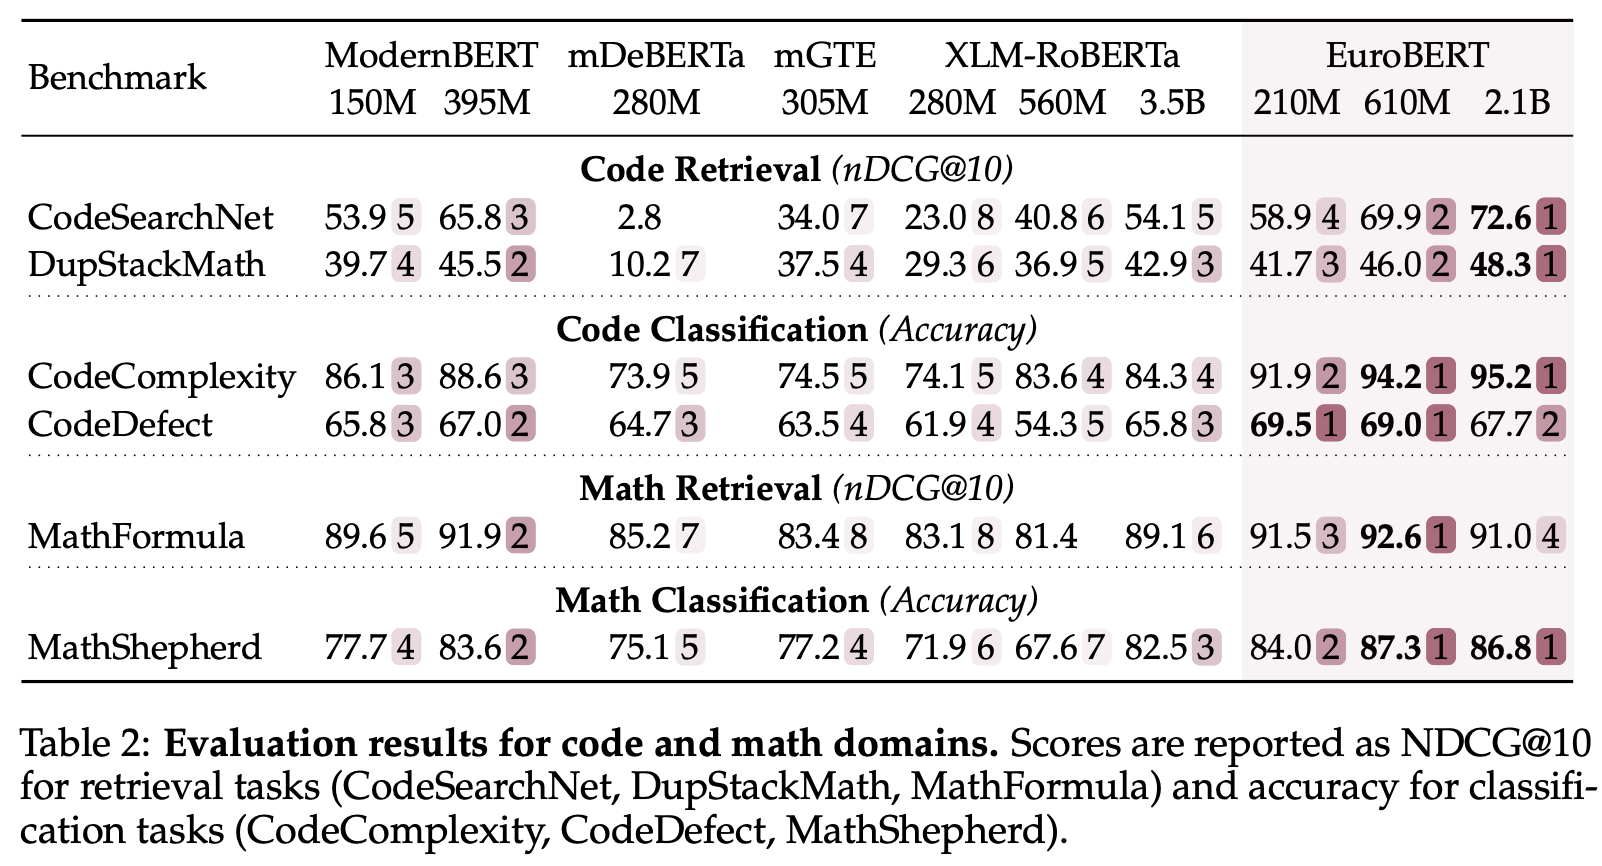 Benchmark ModernBERT mDeBERTa mGTE XLM-RoBERTa EuroBERT
150M 395M 280M 305M 280M 560M 3.5B 210M 610M 2.1B
Code Retrieval (nDCG@10)
CodeSearchNet 53.9 5 65.8 3 2.8 34.0 7 23.0 8 40.8 6 54.1 5 58.9 4 69.9 2 72.6 1
DupStackMath 39.7 4 45.5 2 10.2 7 37.5 4 29.3 6 36.9 5 42.9 3 41.7 3 46.0 2 48.3 1
Code Classification (Accuracy)
CodeComplexity 86.1 3 88.6 3 73.9 5 74.5 5 74.1 5 83.6 4 84.3 4 91.9 2 94.2 1 95.2 1
CodeDefect 65.8 3 67.0 2 64.7 3 63.5 4 61.9 4 54.3 5 65.8 3 69.5 1 69.0 1 67.7 2
Math Retrieval (nDCG@10)
MathFormula 89.6 5 91.9 2 85.2 7 83.4 8 83.1 8 81.4 89.1 6 91.5 3 92.6 1 91.0 4
Math Classification (Accuracy)
MathShepherd 77.7 4 83.6 2 75.1 5 77.2 4 71.9 6 67.6 7 82.5 3 84.0 2 87.3 1 86.8 1
Table 2: Evaluation results for code and math domains. Scores are reported as NDCG@10
for retrieval tasks (CodeSearchNet, DupStackMath, MathFormula) and accuracy for classifi-
cation tasks (CodeComplexity, CodeDefect, MathShepherd).